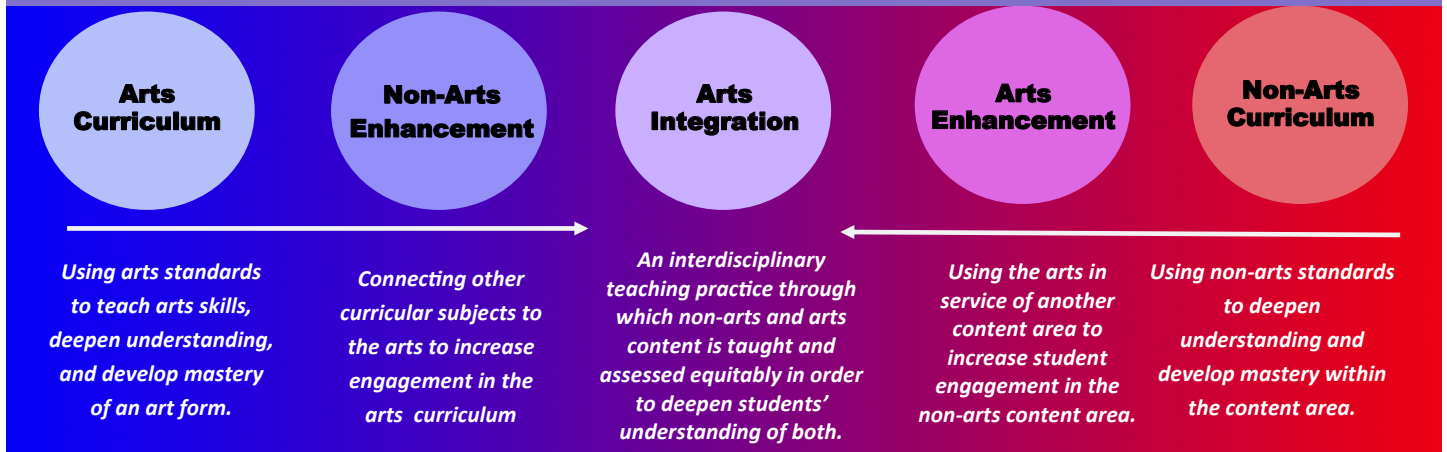 Arts
Curriculum
Non-Arts
Enhancement
Arts
Integration
Arts
Enhancement
Non-Arts
Curriculum
Using arts standards
to teach arts skills,
deepen understanding,
and develop mastery
of an art form.
Connecting other
curricular subjects to
the arts to increase
engagement in the
arts curriculum
An interdisciplinary
teaching practice through
which non-arts and arts
content is taught and
assessed equitably in order
to deepen students’
understanding of both.
Using the arts in
service of another
content area to
increase student
engagement in the
non-arts content area.
Using non-arts standards
to deepen
understanding and
develop mastery within
the content area.